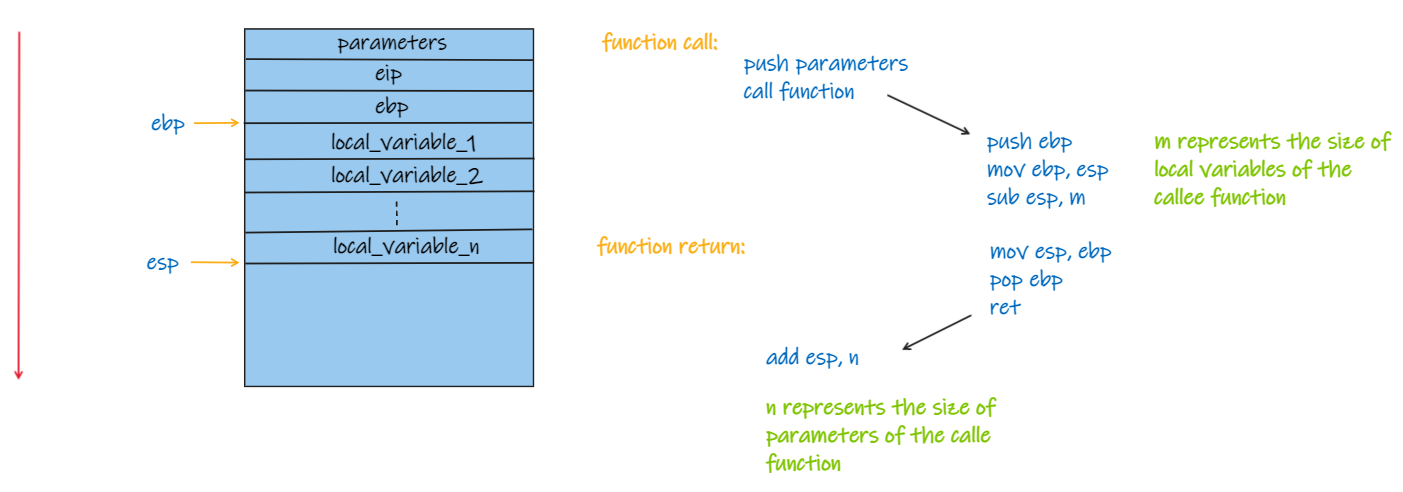 parameters
eip
ebp
local_variable_1
local_variable_2
local_variable_n
ebp
esp
function call:
push parameters
call function
push ebp
mov ebp, esp
sub esp, m
m represents the size of
local variables of the
callee function
function return:
mov esp, ebp
pop ebp
ret
add esp, n
n represents the size of
parameters of the calle
function